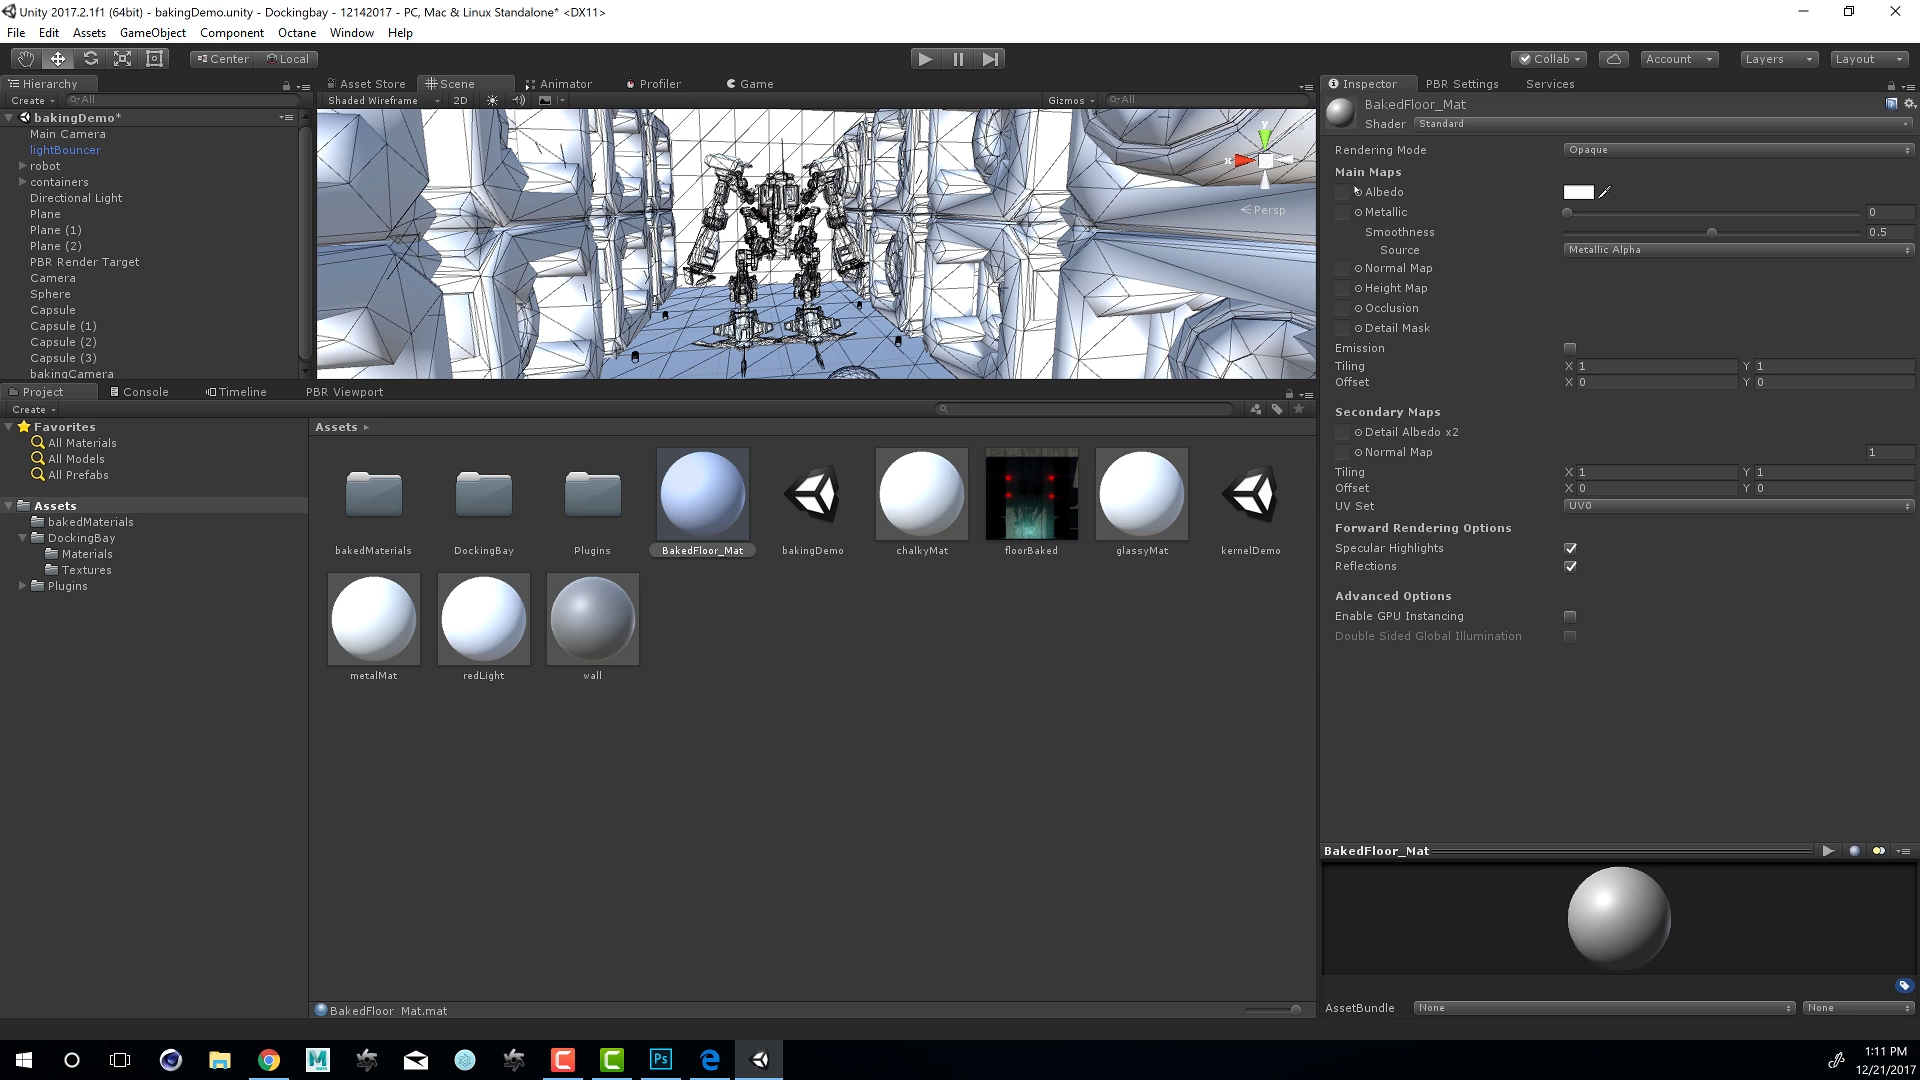 Unity 2017.2.1f1 (64bit) - bakingDemo.unity - Dockingbay - 12142017 - PC, Mac & Linux Standalone* <DX11>
File Edit Assets GameObject Component Octane Window Help
Center Local Collab Account Layers Layout
Hierarchy
Create All
bakingDemo*
Main Camera
lightBouncer
robot
containers
Directional Light
Plane
Plane (1)
Plane (2)
PBR Render Target
Camera
Sphere
Capsule
Capsule (1)
Capsule (2)
Capsule (3)
bakingCamera
Asset Store Scene Animator Profiler Game
Shaded Wireframe 2D Gizmos All
y
x
Persp
Project Console Timeline PBR Viewport
Create
Favorites
All Materials
All Models
All Prefabs
Assets
bakedMaterials
DockingBay
Materials
Textures
Plugins
Assets
bakedMaterials DockingBay Plugins BakedFloor_Mat bakingDemo chalkyMat floorBaked glassyMat kernelDemo
metalMat redLight wall
BakedFloor_Mat.mat
Inspector PBR Settings Services
BakedFloor_Mat
Shader Standard
Rendering Mode Opaque
Main Maps
Albedo
Metallic 0
Smoothness 0.5
Source Metallic Alpha
Normal Map
Height Map
Occlusion
Detail Mask
Emission
Tiling X 1 Y 1
Offset X 0 Y 0
Secondary Maps
Detail Albedo x2
Normal Map 1
Tiling X 1 Y 1
Offset X 0 Y 0
UV Set UV0
Forward Rendering Options
Specular Highlights
Reflections
Advanced Options
Enable GPU Instancing
Double Sided Global Illumination
BakedFloor_Mat
AssetBundle None None
M Ps
1:11 PM
12/21/2017